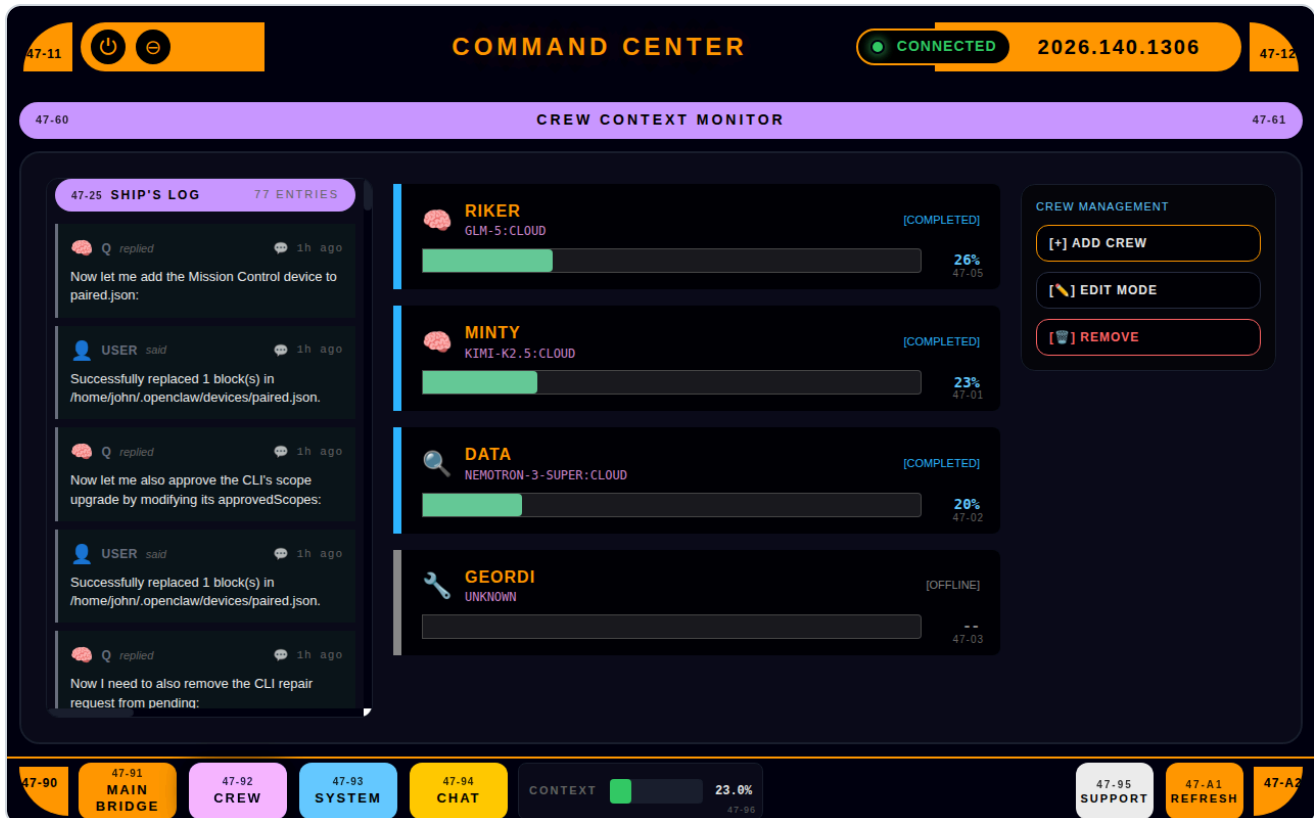 47-11
COMMAND CENTER
CONNECTED
2026.140.1306
47-12
47-60
CREW CONTEXT MONITOR
47-61
47-25 SHIP'S LOG 77 ENTRIES
Q replied 1h ago
Now let me add the Mission Control device to
paired.json:
USER said 1h ago
Successfully replaced 1 block(s) in
/home/john/.openclaw/devices/paired.json.
Q replied 1h ago
Now let me also approve the CLI's scope
upgrade by modifying its approvedScopes:
USER said 1h ago
Successfully replaced 1 block(s) in
/home/john/.openclaw/devices/paired.json.
Q replied 1h ago
Now I need to also remove the CLI repair
request from pending:
RIKER
GLM-5:CLOUD
[COMPLETED]
26%
47-05
MINTY
KIMI-K2.5:CLOUD
[COMPLETED]
23%
47-01
DATA
NEMOTRON-3-SUPER:CLOUD
[COMPLETED]
20%
47-02
GEORDI
UNKNOWN
[OFFLINE]
--
47-03
CREW MANAGEMENT
[+] ADD CREW
[✏️] EDIT MODE
[🗑️] REMOVE
47-90
47-91
MAIN
BRIDGE
47-92
CREW
47-93
SYSTEM
47-94
CHAT
CONTEXT 23.0%
47-96
47-95
SUPPORT
47-A1
REFRESH
47-A2